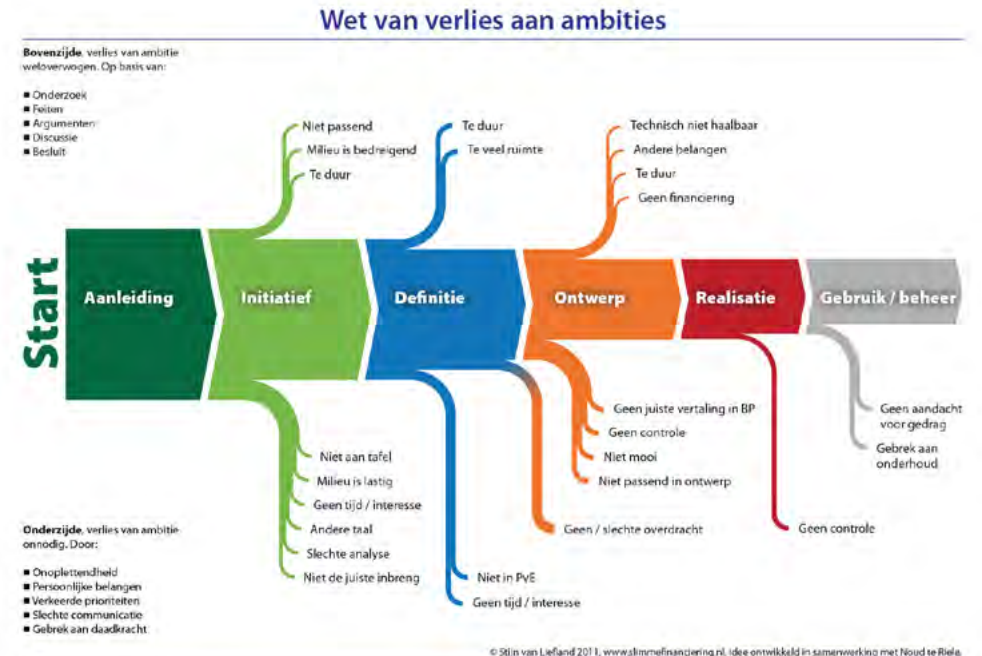 Wet van verlies aan ambities
Bovenzijde, verlies van ambitie
weloverwogen. Op basis van:
■ Onderzoek
■ Feiten
■ Argumenten
■ Discussie
■ Besluit
Niet passend
Milieu is bedreigend
Te duur
Te duur
Te veel ruimte
Technisch niet haalbaar
Andere belangen
Te duur
Geen financiering
Start
Aanleiding
Initiatief
Definitie
Ontwerp
Realisatie
Gebruik / beheer
Niet aan tafel
Milieu is lastig
Geen tijd / interesse
Andere taal
Slechte analyse
Niet de juiste inbreng
Niet in PvE
Geen tijd / interesse
Geen / slechte overdracht
Geen juiste vertaling in BP
Geen controle
Niet mooi
Niet passend in ontwerp
Geen controle
Geen aandacht
voor gedrag
Gebrek aan
onderhoud
Onderzijde, verlies van ambitie
onnodig. Door:
■ Onoplettendheid
■ Persoonlijke belangen
■ Verkeerde prioriteiten
■ Slechte communicatie
■ Gebrek aan daadkracht
© Stijn van Liefland 2011, www.slimmefinanciering.nl. Idee ontwikkeld in samenwerking met Noud te Riele.